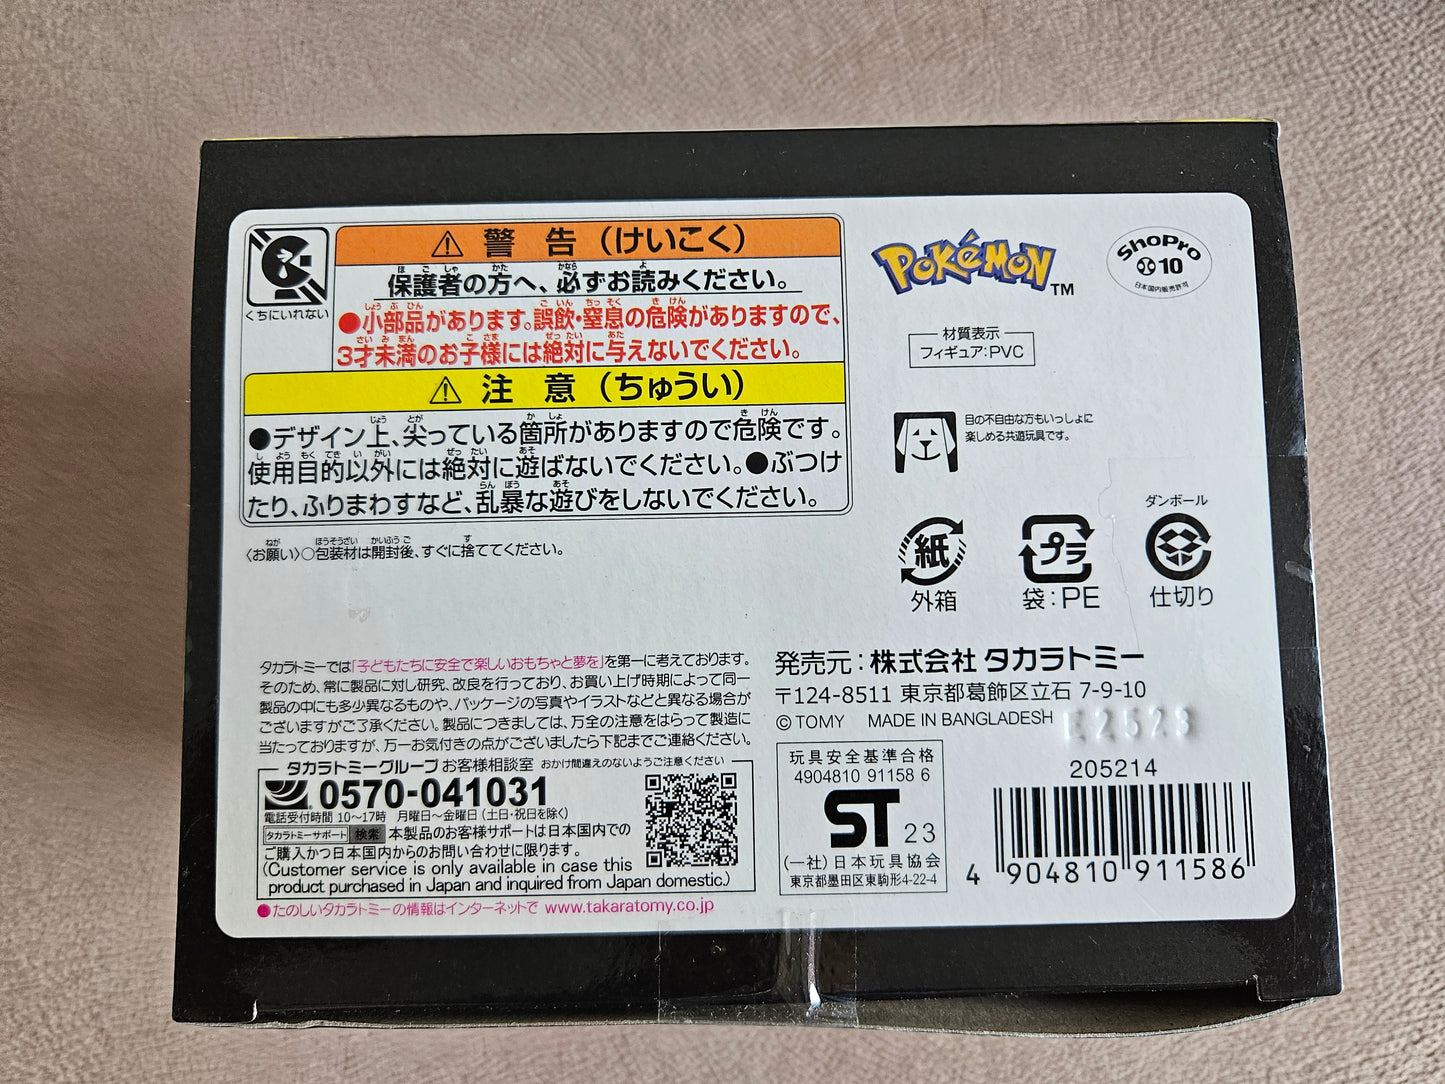 くちにいれない
⚠ 警告（けいこく）
保護者の方へ、必ずお読みください。
●小部品があります。誤飲・窒息の危険がありますので、
3才未満のお子様には絶対に与えないでください。
⚠ 注意（ちゅうい）
●デザイン上、尖っている箇所がありますので危険です。
使用目的以外には絶対に遊ばないでください。●ぶつけ
たり、ふりまわすなど、乱暴な遊びをしないでください。
〈お願い〉○包装材は開封後、すぐに捨ててください。
POKéMON TM
ShoPro
10
日本国内販売許可
材質表示
フィギュア:PVC
目の不自由な方もいっしょに
楽しめる共遊玩具です。
ダンボール
紙
プラ
外箱
袋:PE
仕切り
タカラトミーでは「子どもたちに安全で楽しいおもちゃと夢を」を第一に考えております。
そのため、常に製品に対し研究、改良を行っており、お買い上げ時期によって同一
製品の中にも多少異なるものや、パッケージの写真やイラストなどと異なる場合が
ございますがご了承ください。製品につきましては、万全の注意をはらって製造に
当たっておりますが、万一お気付きの点がございましたら下記までご連絡ください。
タカラトミーグループ お客様相談室 おかけ間違えのないようご注意ください
0570-041031
電話受付時間 10〜17時 月曜日〜金曜日（土・祝日を除く）
タカラトミーサポート 検索 本製品のお客様サポートは日本国内での
ご購入かつ日本国内からのお問い合わせに限ります。
(Customer service is only available in case this
product purchased in Japan and inquired from Japan domestic.)
●たのしいタカラトミーの情報はインターネットで www.takaratomy.co.jp
発売元:株式会社 タカラトミー
〒124-8511 東京都葛飾区立石 7-9-10
© TOMY MADE IN BANGLADESH
玩具安全基準合格
4904810 91158 6
ST 23
(一社)日本玩具協会
東京都墨田区東駒形4-22-4
205214
4 904810 911586